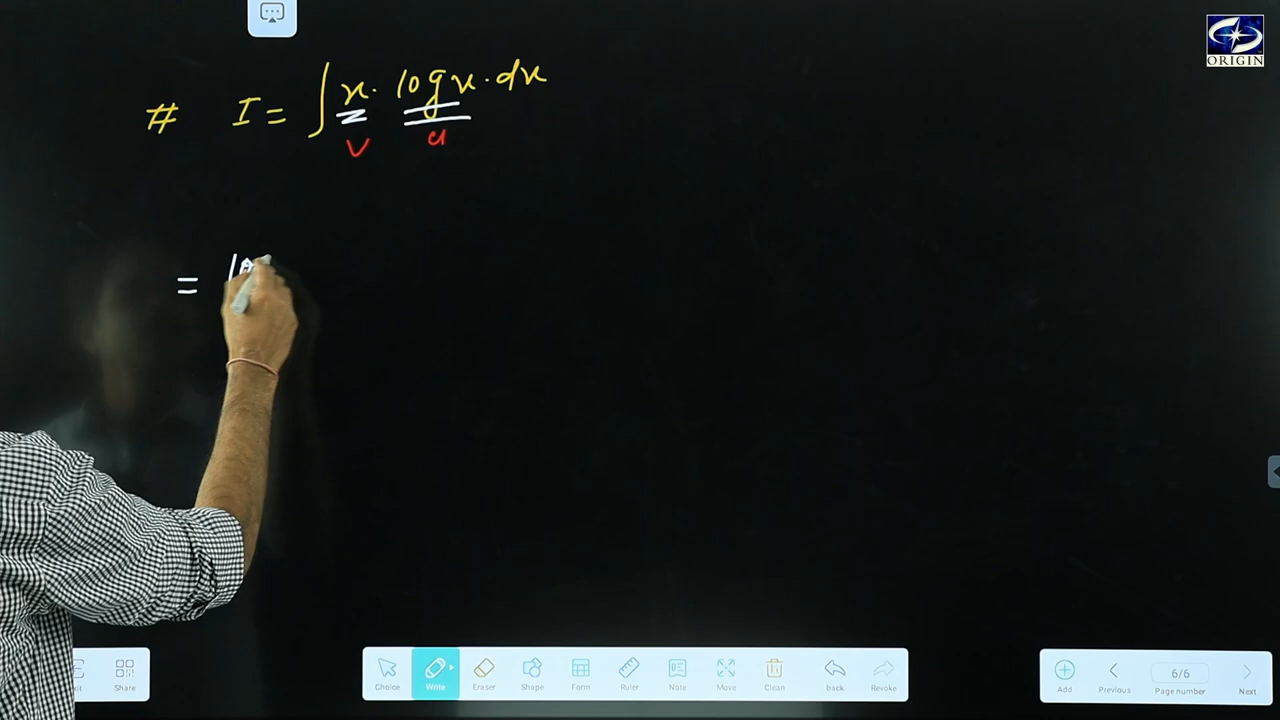 ORIGIN
# I = ∫ x. log x. dx
V u
=
Share
Choice Write Eraser Shape Form Ruler Note Move Clean back Revoke
Add Previous 6/6 Page number Next